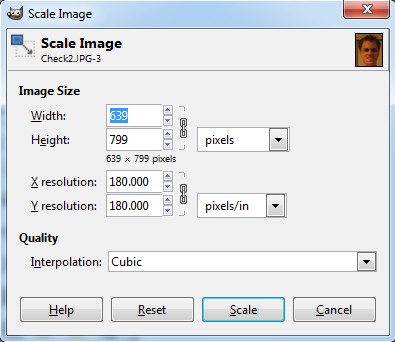 Scale Image
Scale Image
Check2.JPG-3
Image Size
Width: 639
Height: 799 pixels
639 × 799 pixels
X resolution: 180.000
Y resolution: 180.000 pixels/in
Quality
Interpolation: Cubic
Help Reset Scale Cancel